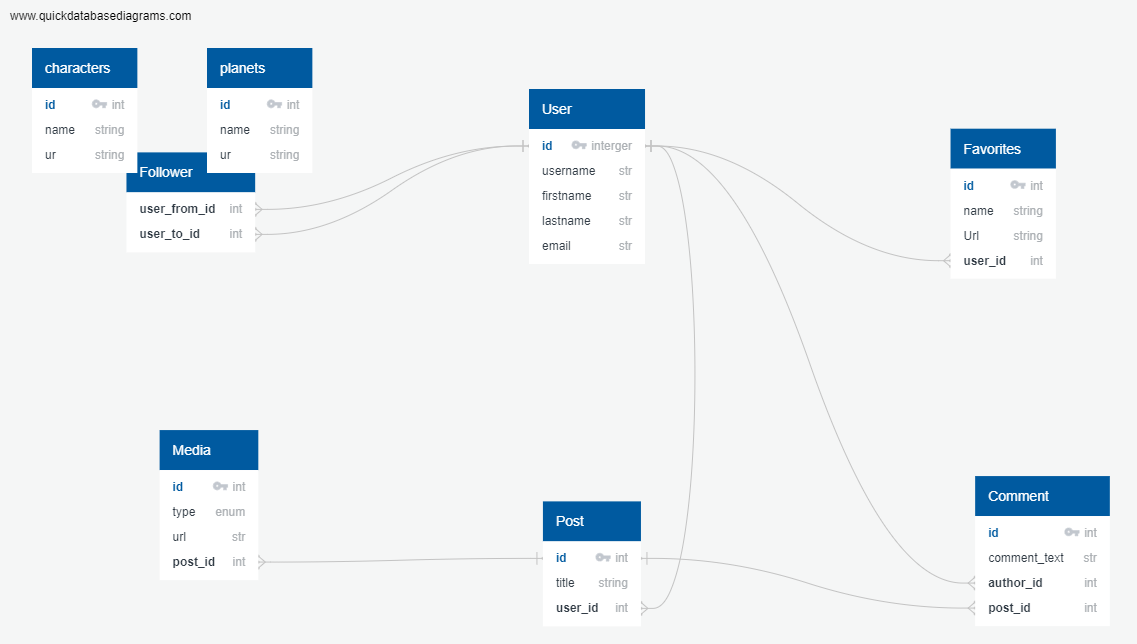 www.quickdatabasediagrams.com
characters
id int
name string
ur string
planets
id int
name string
ur string
Follower
user_from_id int
user_to_id int
User
id interger
username str
firstname str
lastname str
email str
Favorites
id int
name string
Url string
user_id int
Media
id int
type enum
url str
post_id int
Post
id int
title string
user_id int
Comment
id int
comment_text str
author_id int
post_id int